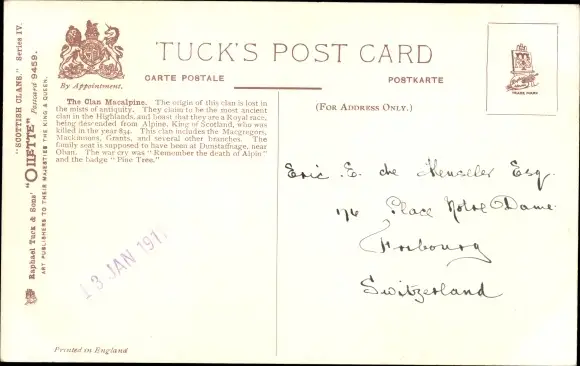 "SCOTTISH CLANS." Series IV.
Raphael Tuck & Sons' "OILETTE" Postcard 9459.
ART PUBLISHERS TO THEIR MAJESTIES THE KING & QUEEN.
By Appointment.
TUCK'S POST CARD
CARTE POSTALE
POSTKARTE
TRADE MARK
The Clan Macalpine. The origin of this clan is lost in
the mists of antiquity. They claim to be the most ancient
clan in the Highlands, and boast that they are a Royal race,
being descended from Alpine, King of Scotland, who was
killed in the year 834. This clan includes the Macgregors,
Mackinnons, Grants, and several other branches. The
family seat is supposed to have been at Dunstaffnage, near
Oban. The war cry was "Remember the death of Alpin"
and the badge "Pine Tree."
(FOR ADDRESS ONLY.)
Eric . E. de Esq.
176 Place Notre Dame
Fribourg
Switzerland
13 JAN 191
Printed in England